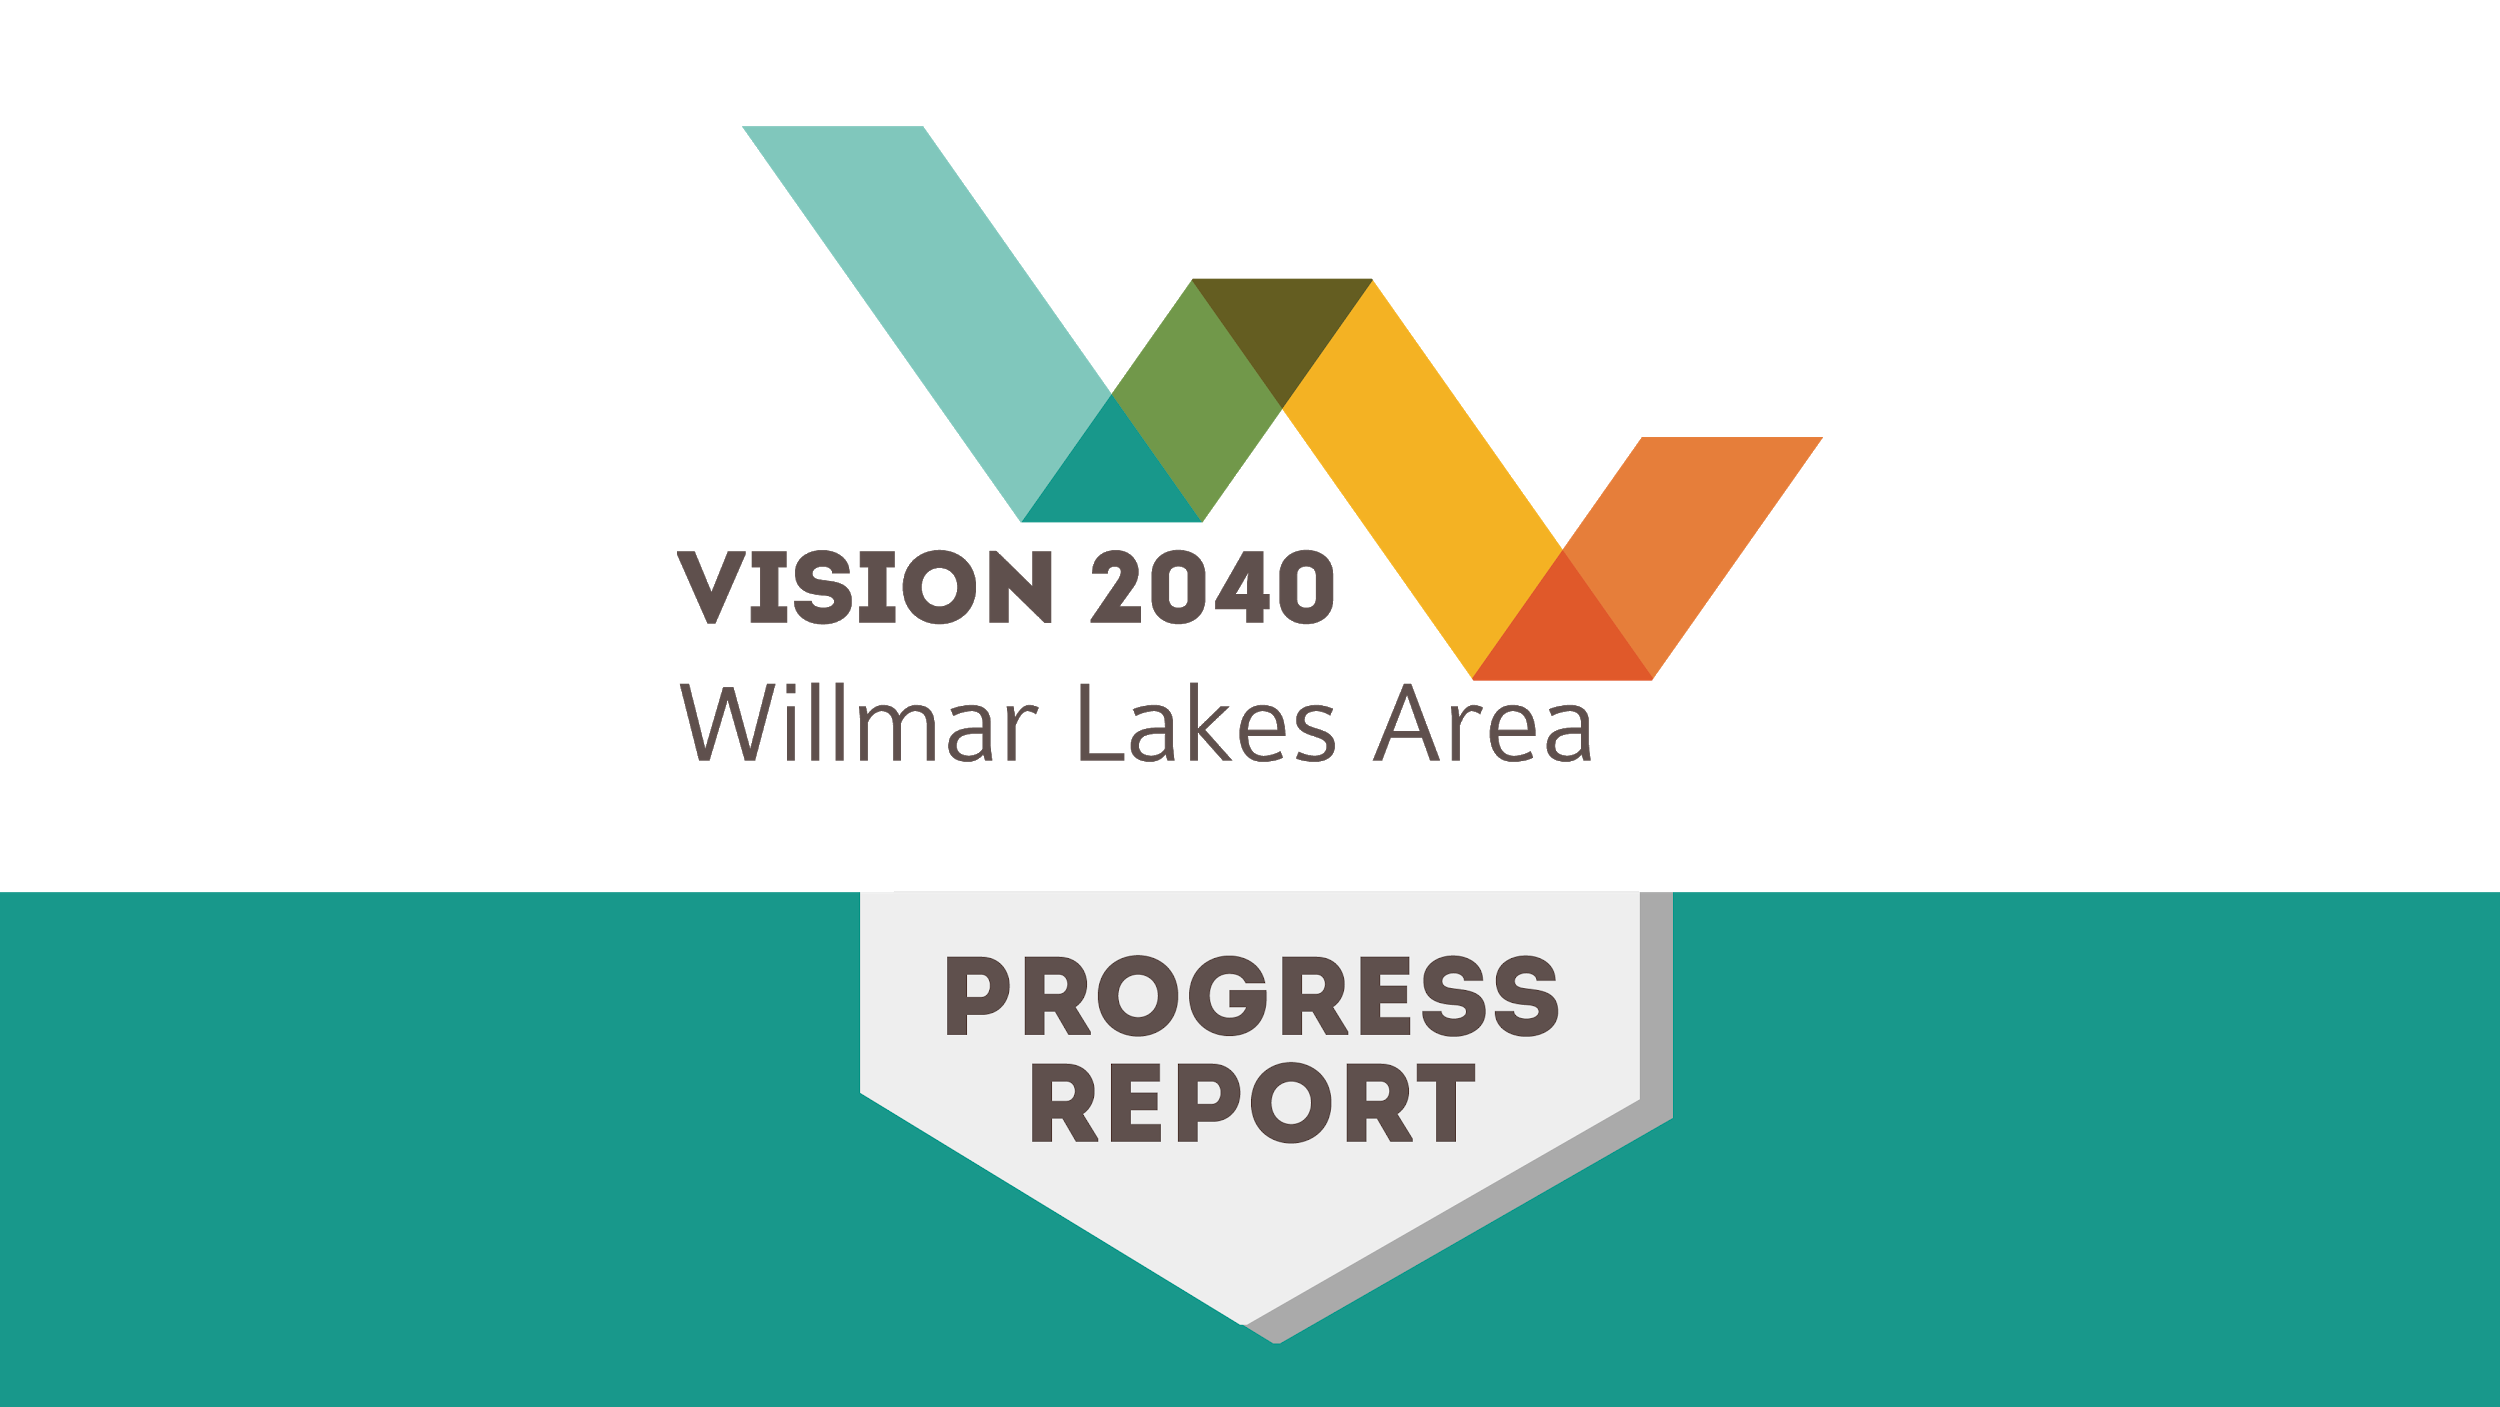 VISION 2040
Willmar Lakes Area
PROGRESS
REPORT